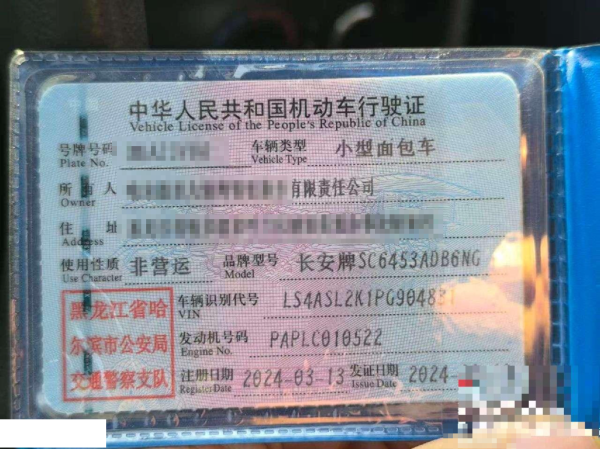 中华人民共和国机动车行驶证
Vehicle License of the People's Republic of China
号牌号码 Plate No. 车辆类型 Vehicle Type 小型面包车
所有人 Owner 有限责任公司
住址 Address
使用性质 Use Character 非营运 品牌型号 Model 长安牌SC6453ADB6NG
车辆识别代号 VIN LS4ASL2K1PG9048
发动机号码 Engine No. PAPLC010522
注册日期 Register Date 2024-03-13 发证日期 Issue Date 2024-
黑龙江省哈
尔滨市公安局
交通警察支队